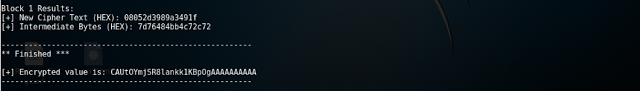 Block 1 Results:
[+] New Cipher Text (HEX): 08052d3989a3491f
[+] Intermediate Bytes (HEX): 7d76484bb4c72c72
-------------------------------------------------------
** Finished ***
[+] Encrypted value is: CAUtOYmjSR8lankk1KBpOgAAAAAAAAAA
-------------------------------------------------------